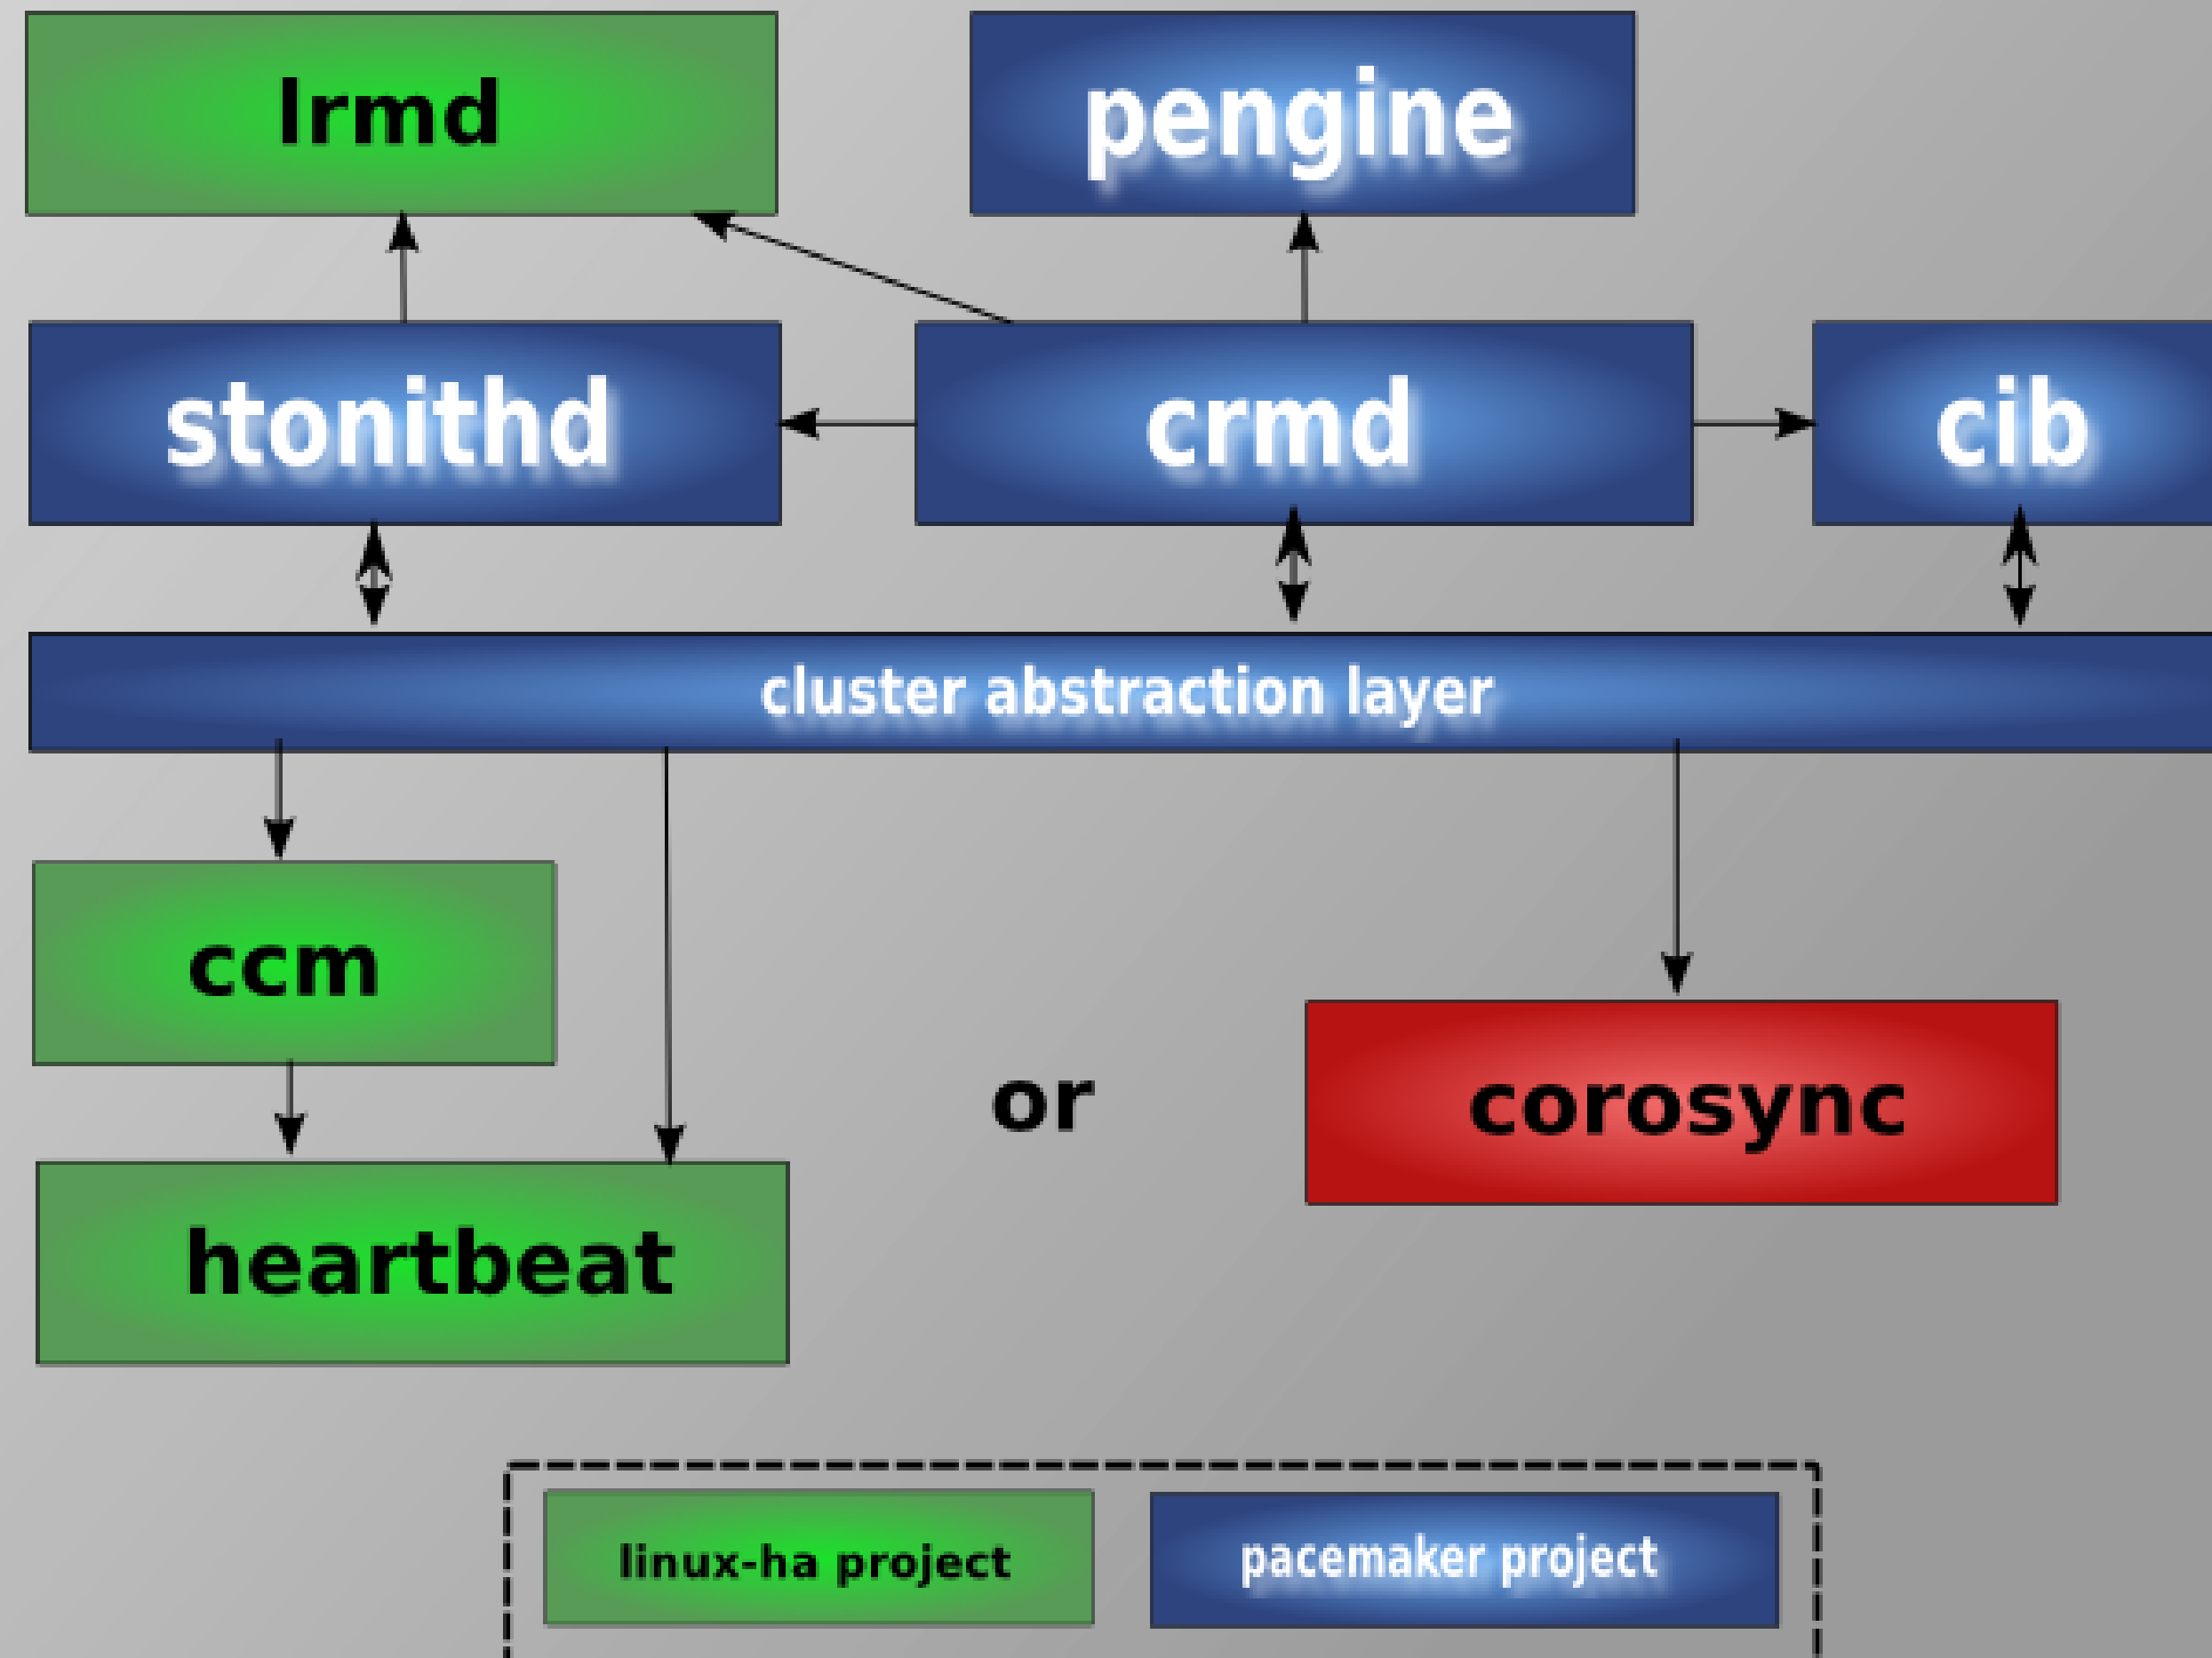 lrmd
pengine
stonithd
crmd
cib
cluster abstraction layer
ccm
or
corosync
heartbeat
linux-ha project
pacemaker project